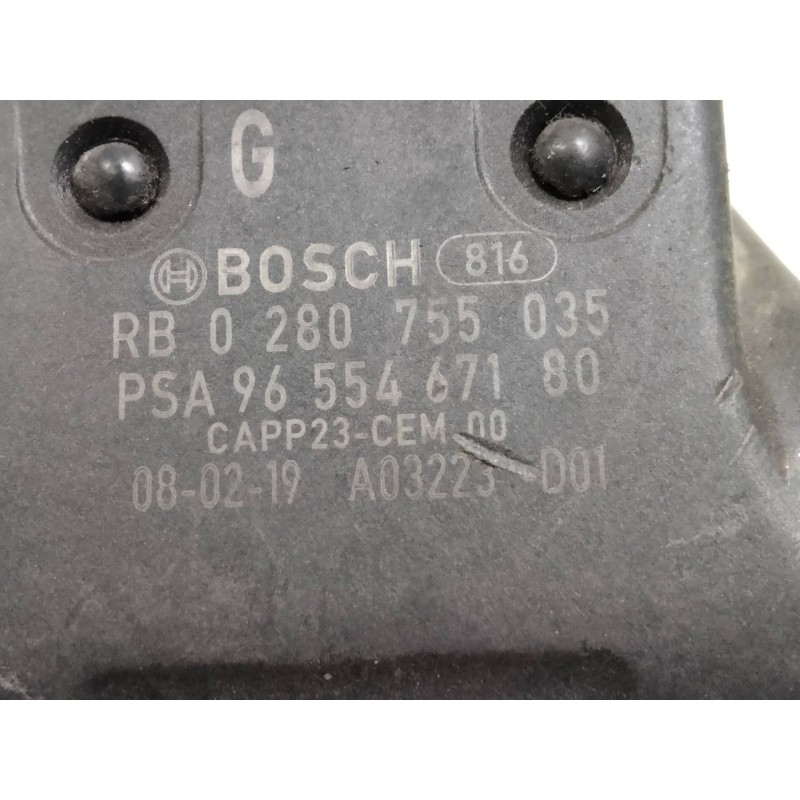 G
BOSCH 816
RB 0 280 755 035
PSA 96 554 671 80
CAPP23-CEM-00
08-02-19 A03223 D01